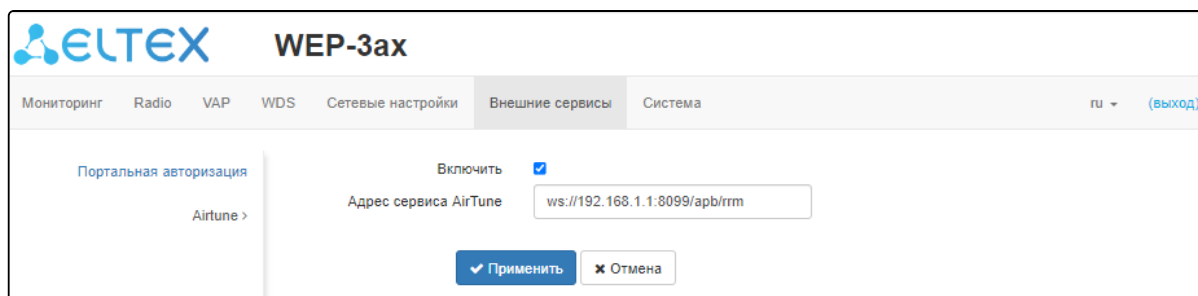 ELTEX WEP-3ax
Мониторинг Radio VAP WDS Сетевые настройки Внешние сервисы Система ru (выход)
Портальная авторизация Включить
Airtune > Адрес сервиса AirTune ws://192.168.1.1:8099/apb/rrm
Применить Отмена